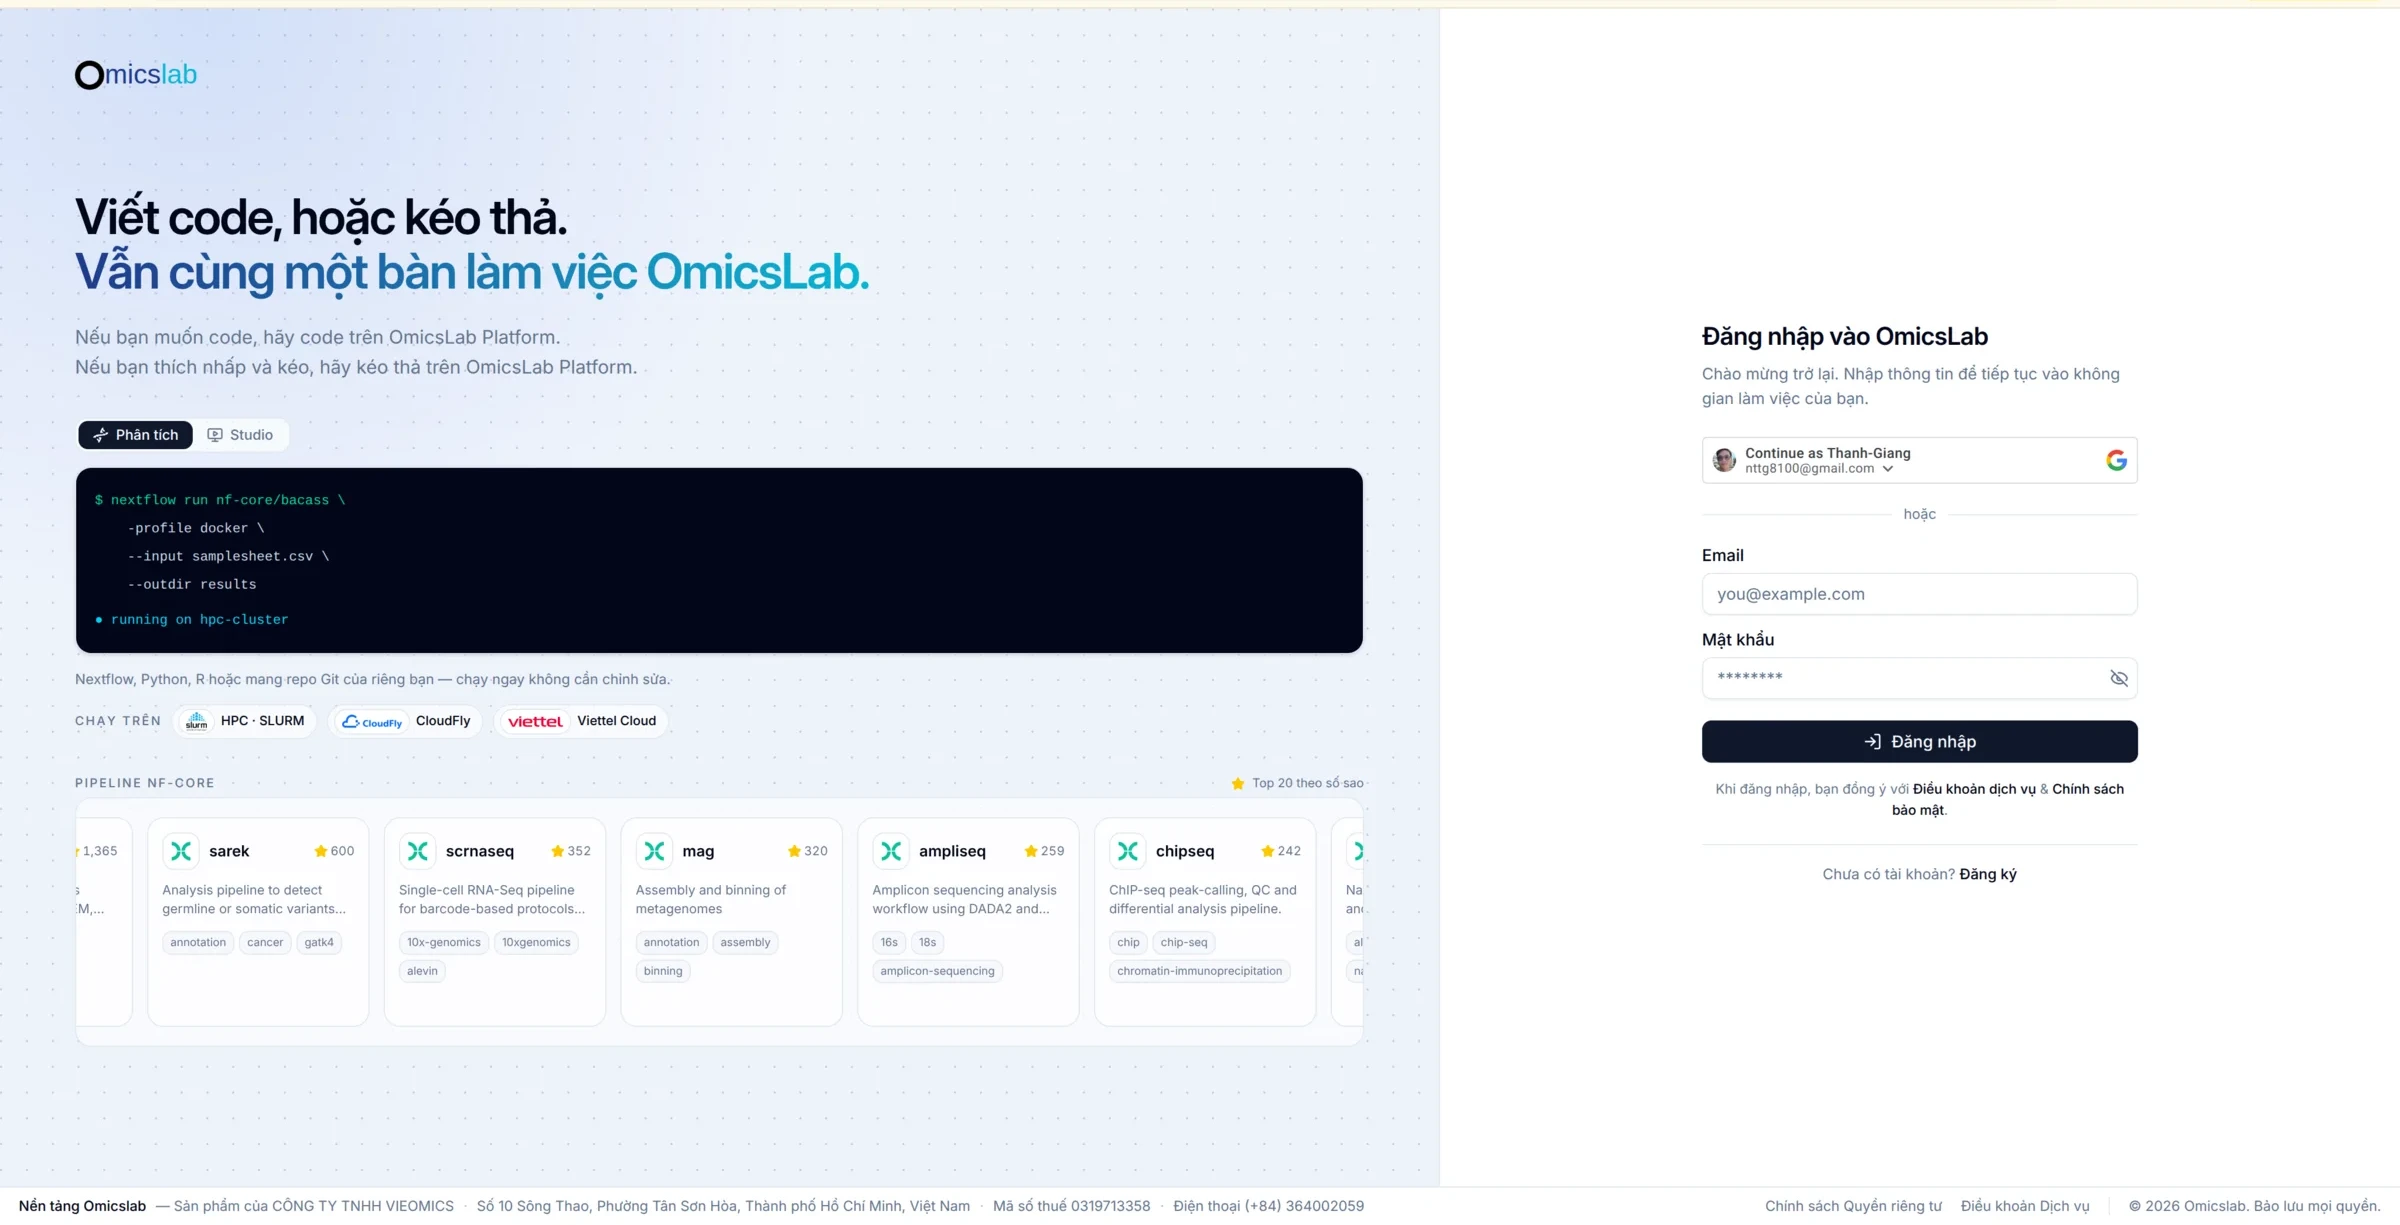 Omicslab
Viết code, hoặc kéo thả.
Vẫn cùng một bàn làm việc OmicsLab.
Nếu bạn muốn code, hãy code trên OmicsLab Platform.
Nếu bạn thích nhấp và kéo, hãy kéo thả trên OmicsLab Platform.
Phân tích
Studio
$ nextflow run nf-core/bacass \
-profile docker \
--input samplesheet.csv \
--outdir results
● running on hpc-cluster
Nextflow, Python, R hoặc mang repo Git của riêng bạn — chạy ngay không cần chỉnh sửa.
CHẠY TRÊN
slurm
HPC · SLURM
CloudFly
CloudFly
viettel
Viettel Cloud
PIPELINE NF-CORE
Top 20 theo số sao
1,365
M,...
sarek
600
Analysis pipeline to detect
germline or somatic variants...
annotation
cancer
gatk4
scrnaseq
352
Single-cell RNA-Seq pipeline
for barcode-based protocols...
10x-genomics
10xgenomics
alevin
mag
320
Assembly and binning of
metagenomes
annotation
assembly
binning
ampliseq
259
Amplicon sequencing analysis
workflow using DADA2 and...
16s
18s
amplicon-sequencing
chipseq
242
ChIP-seq peak-calling, QC and
differential analysis pipeline.
chip
chip-seq
chromatin-immunoprecipitation
Đăng nhập vào OmicsLab
Chào mừng trở lại. Nhập thông tin để tiếp tục vào không
gian làm việc của bạn.
Continue as Thanh-Giang
nttg8100@gmail.com
hoặc
Email
you@example.com
Mật khẩu
********
Đăng nhập
Khi đăng nhập, bạn đồng ý với Điều khoản dịch vụ & Chính sách
bảo mật.
Chưa có tài khoản? Đăng ký
Nền tảng Omicslab — Sản phẩm của CÔNG TY TNHH VIEOMICS · Số 10 Sông Thao, Phường Tân Sơn Hòa, Thành phố Hồ Chí Minh, Việt Nam · Mã số thuế 0319713358 · Điện thoại (+84) 364002059
Chính sách Quyền riêng tư
Điều khoản Dịch vụ
© 2026 Omicslab. Bảo lưu mọi quyền.